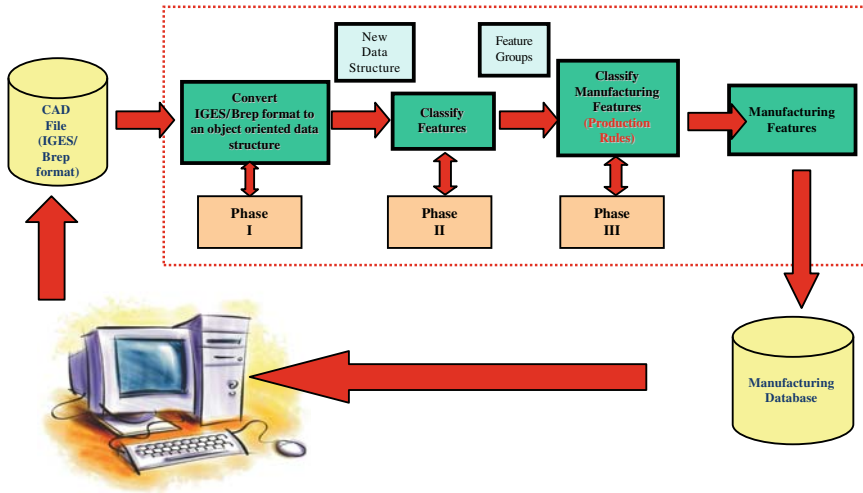 New
Data
Structure
Feature
Groups
CAD
File
(IGES/
Brep
format)
Convert
IGES/Brep format to
an object oriented data
structure
Classify
Features
Classify
Manufacturing
Features
(Production
Rules)
Manufacturing
Features
Phase
I
Phase
II
Phase
III
Manufacturing
Database